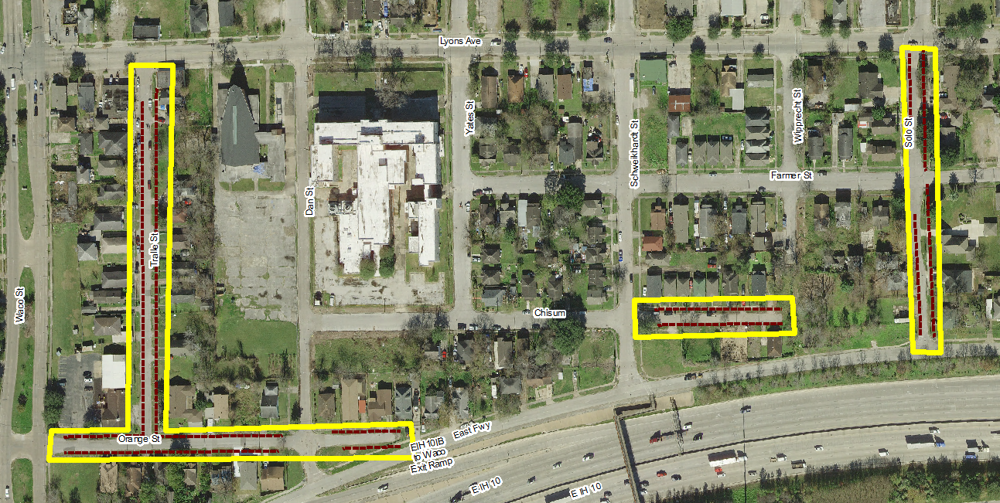 Lyons Ave
Yates St
Schweikhardt St
Wipprecht St
Solo St
Farmer St
Dan St
Tralle St
Waco St
Chisum
Orange St
EIH 10IB
to Waco
Exit Ramp
East Fwy
E IH 10
E IH 10